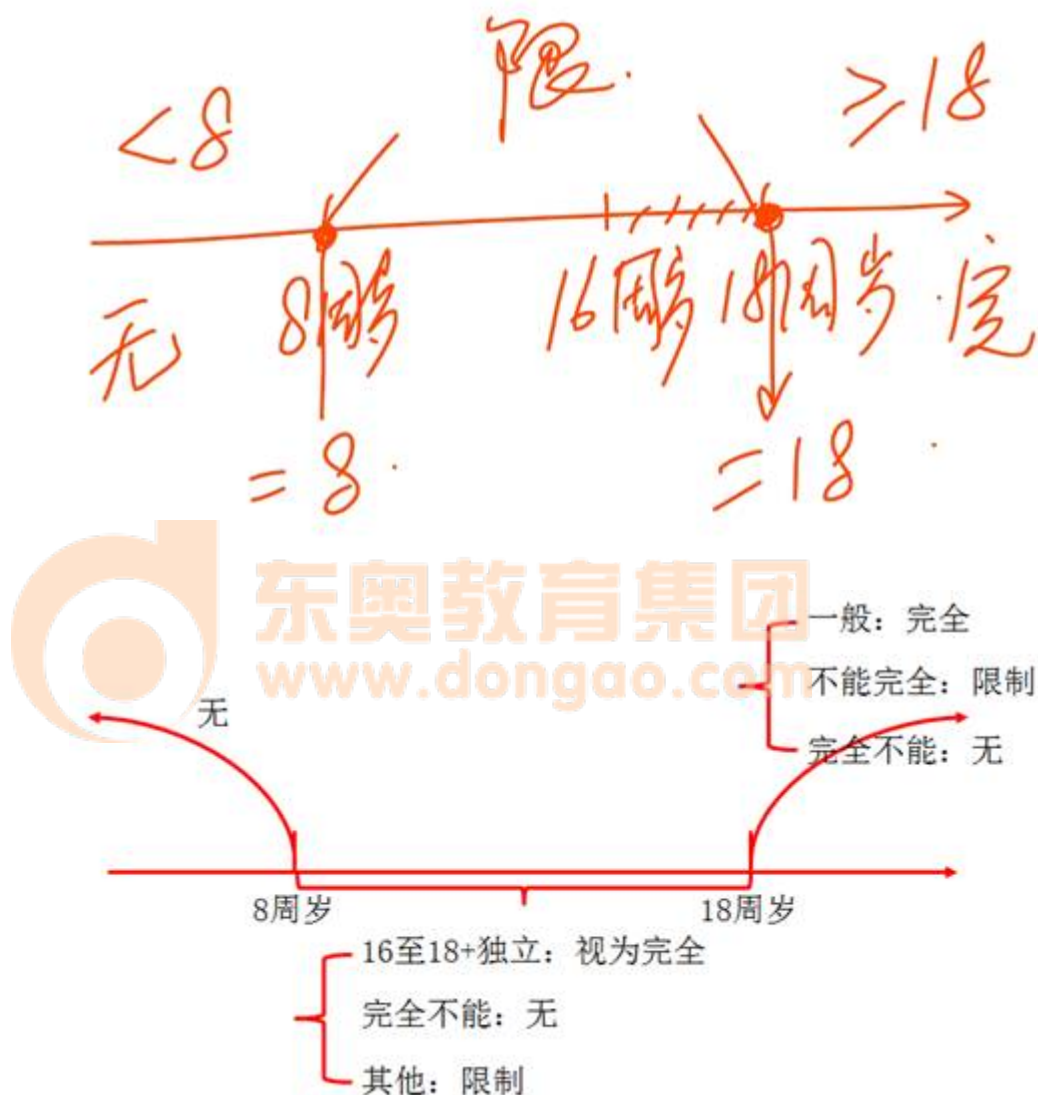 限
<8
≥18
无
8周岁
16周岁
18周岁
完
=8
=18
东奥教育集团
www.dongao.com
一般：完全
不能完全：限制
完全不能：无
无
8周岁
18周岁
16至18+独立：视为完全
完全不能：无
其他：限制